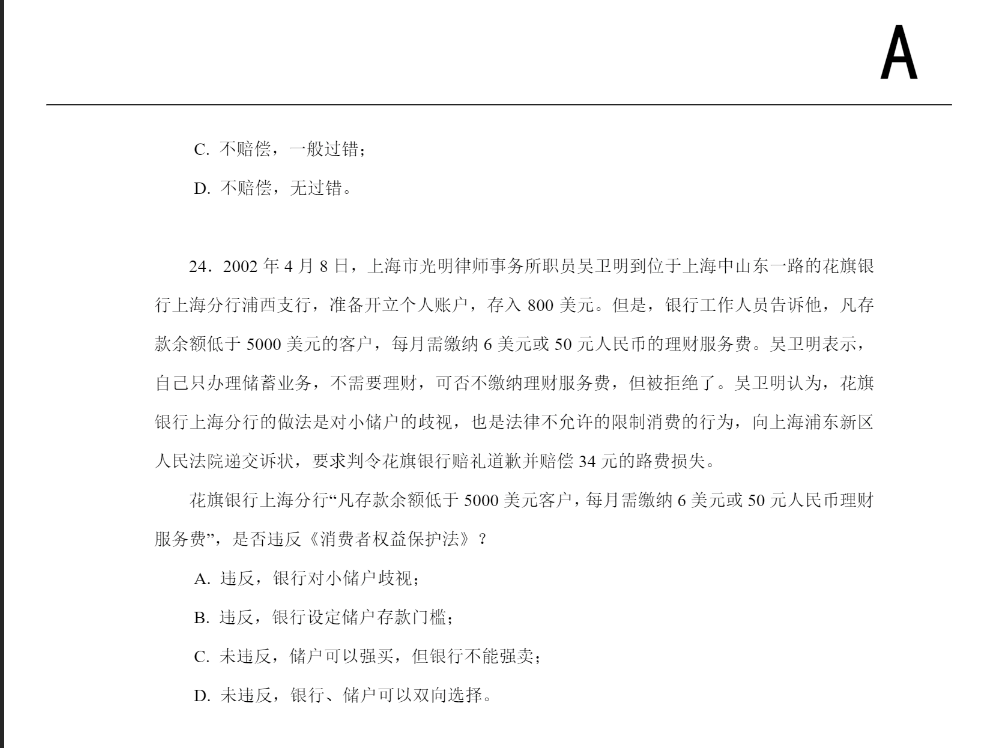 A
C. 不赔偿，一般过错；
D. 不赔偿，无过错。
24．2002 年 4 月 8 日，上海市光明律师事务所职员吴卫明到位于上海中山东一路的花旗银
行上海分行浦西支行，准备开立个人账户，存入 800 美元。但是，银行工作人员告诉他，凡存
款余额低于 5000 美元的客户，每月需缴纳 6 美元或 50 元人民币的理财服务费。吴卫明表示，
自己只办理储蓄业务，不需要理财，可否不缴纳理财服务费，但被拒绝了。吴卫明认为，花旗
银行上海分行的做法是对小储户的歧视，也是法律不允许的限制消费的行为，向上海浦东新区
人民法院递交诉状，要求判令花旗银行赔礼道歉并赔偿 34 元的路费损失。
花旗银行上海分行“凡存款余额低于 5000 美元客户，每月需缴纳 6 美元或 50 元人民币理财
服务费”，是否违反《消费者权益保护法》？
A. 违反，银行对小储户歧视；
B. 违反，银行设定储户存款门槛；
C. 未违反，储户可以强买，但银行不能强卖；
D. 未违反，银行、储户可以双向选择。